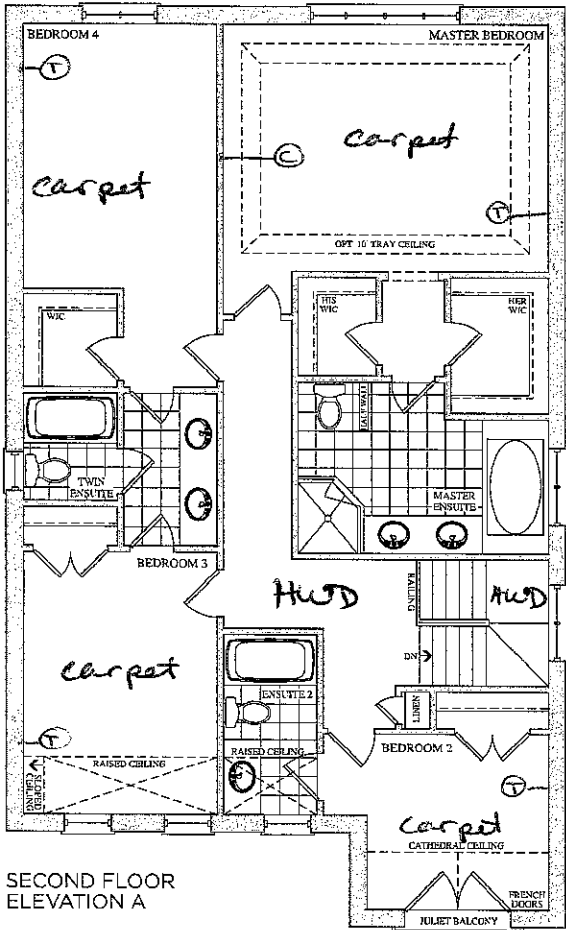 BEDROOM 4
MASTER BEDROOM
T
carpet
C
carpet
T
OPT 10' TRAY CEILING
WIC
HIS
WIC
HER
WIC
HALF WALL
TWIN
ENSUITE
MASTER
ENSUITE
BEDROOM 3
HWD
RAILING
HWD
carpet
DN
ENSUITE 2
LINEN
T
RAISED CEILING
RAISED CEILING
BEDROOM 2
SLOPED
CEILING
T
carpet
CATHEDRAL CEILING
SECOND FLOOR
ELEVATION A
FRENCH
DOORS
JULIET BALCONY